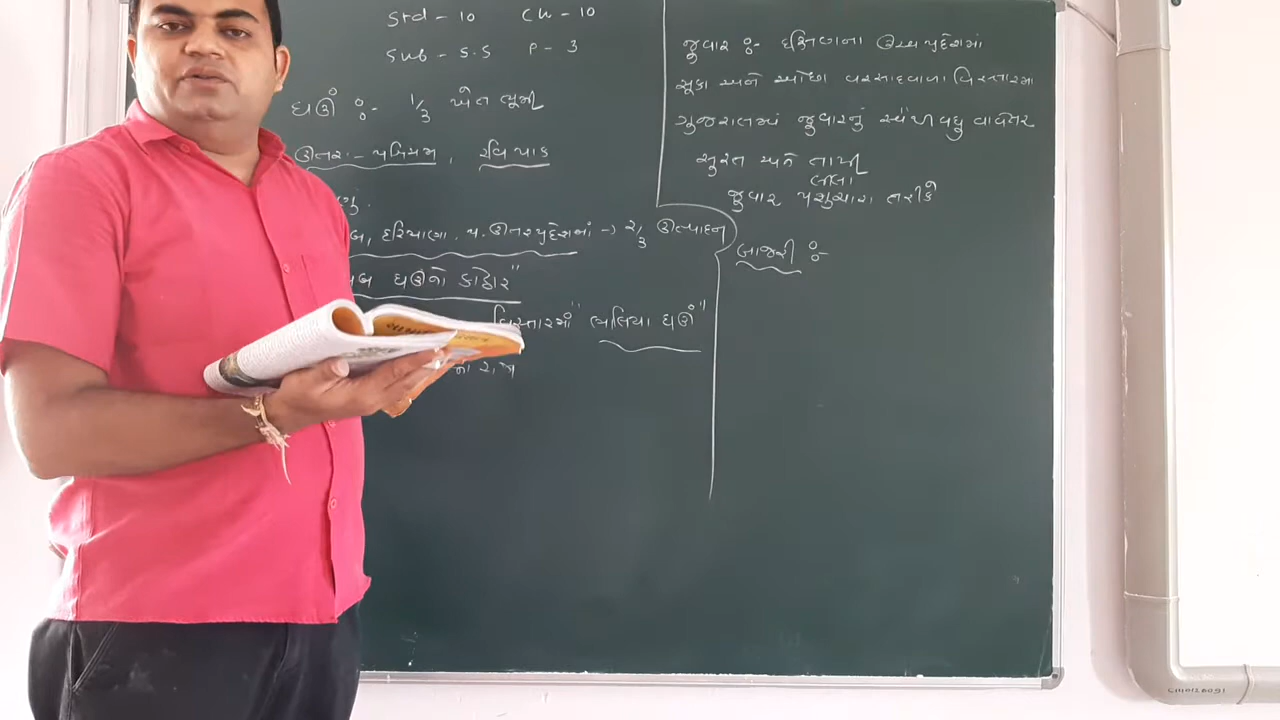 Std - 10 Ch - 10
Sub - S.S P - 3
ઘઉં :- 1/3 ખેત ભૂમી
ઉત્તર - પશ્ચિમ, રવિ પાક
હરિયાણા, પ. ઉત્તરપ્રદેશમાં → 2/3 ઉત્પાદન
ઘઉંનો કોઠાર"
વિસ્તારમાં "ભાલિયા ઘઉં"
જુવાર :- દક્ષિણના ઉચ્ચ પ્રદેશમાં
સૂકા અને ઓછા વરસાદવાળા વિસ્તારમાં
ગુજરાતમાં જુવારનું સૌથી વધુ વાવેતર
સુરત અને તાપી
લીલા
જુવાર પશુચારા તરીકે
બાજરી :-